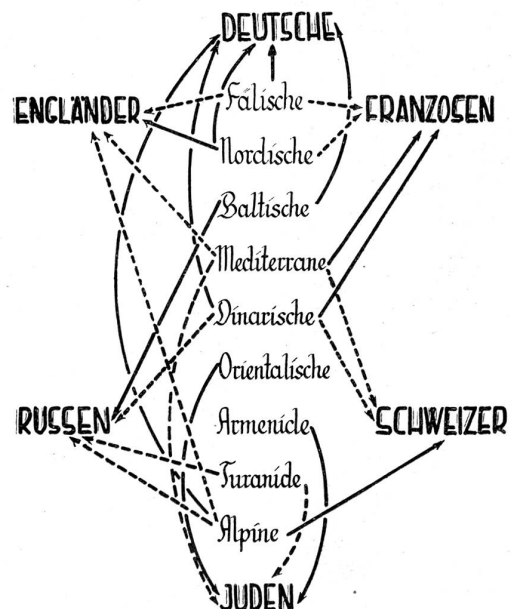 DEUTSCHE
ENGLÄNDER
Fälische
FRANZOSEN
Nordische
Baltische
Mediterrane
Dinarische
Orientalische
RUSSEN
Armenide
SCHWEIZER
Turanide
Alpine
JUDEN